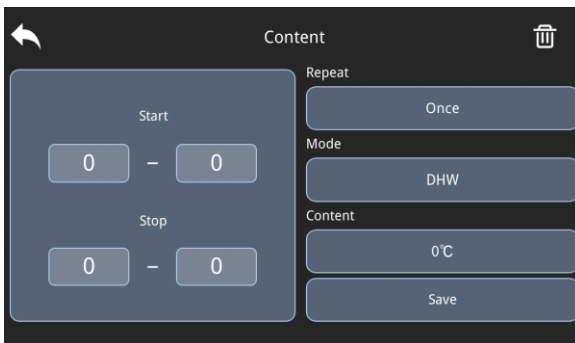 Content
Start
0 – 0
Stop
0 – 0
Repeat
Once
Mode
DHW
Content
0℃
Save